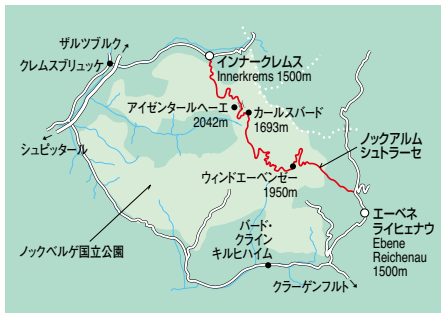 ザルツブルク
クレムスブリュッケ
インナークレムス
Innerkrems 1500m
アイゼンタールヘーエ
2042m
カールスバード
1693m
シュピッタール
ノックアルム
シュトラーセ
ウィンドエーベンゼー
1950m
エーベネ
ライヒェナウ
Ebene
Reichenau
1500m
ノックベルゲ国立公園
バード・
クライン
キルヒハイム
クラーゲンフルト